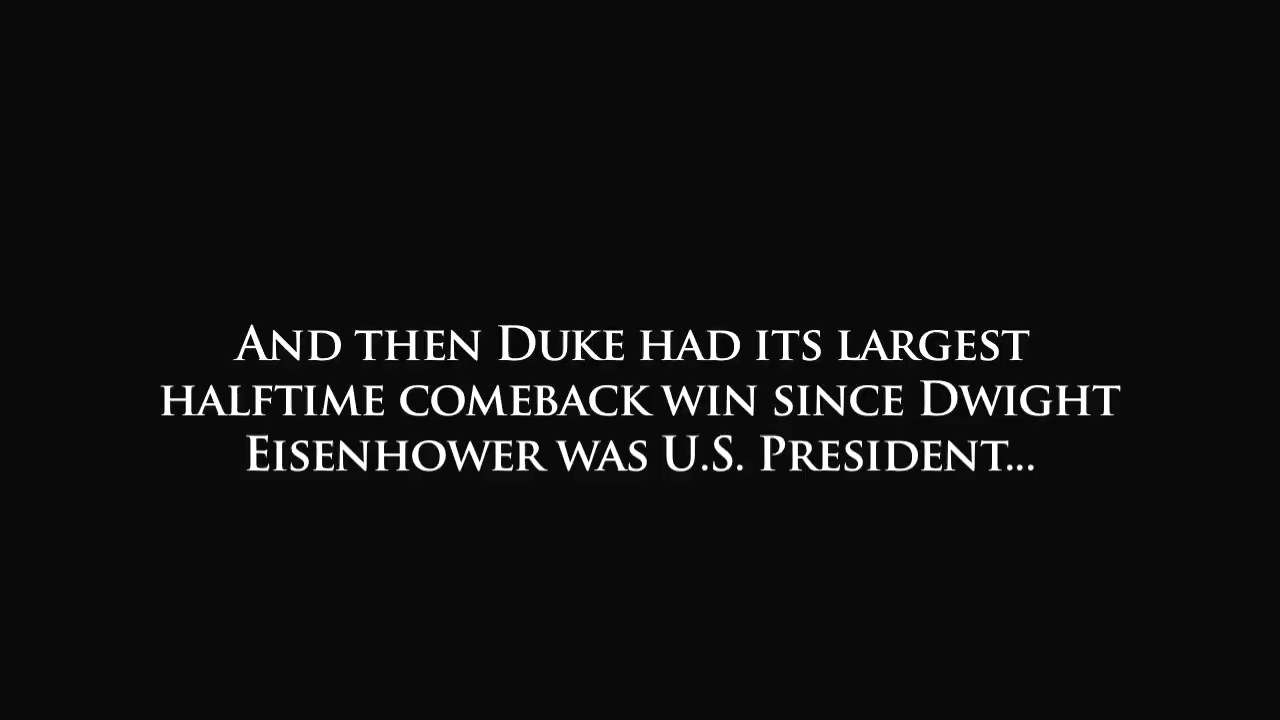 And then Duke had its largest
halftime comeback win since Dwight
Eisenhower was U.S. President...